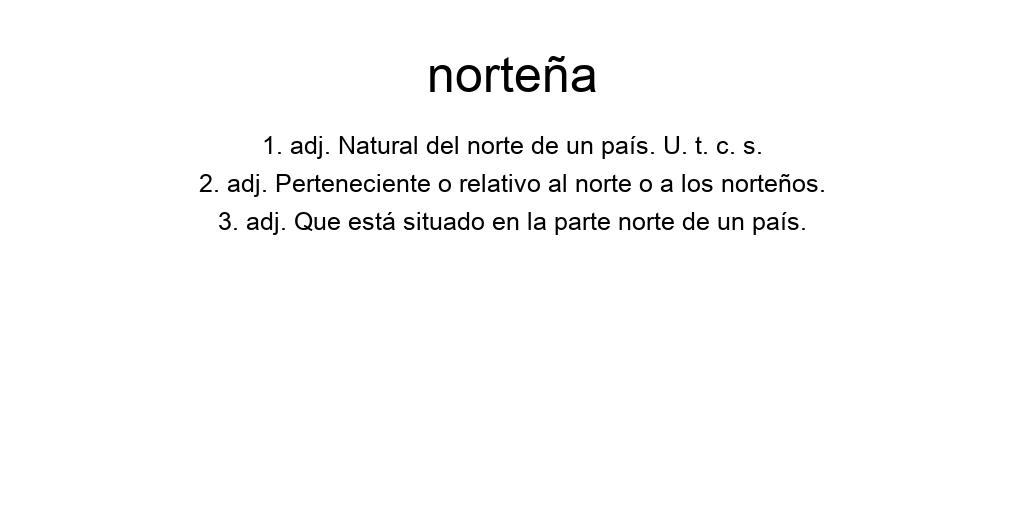 norteña
1. adj. Natural del norte de un país. U. t. c. s.
2. adj. Perteneciente o relativo al norte o a los norteños.
3. adj. Que está situado en la parte norte de un país.